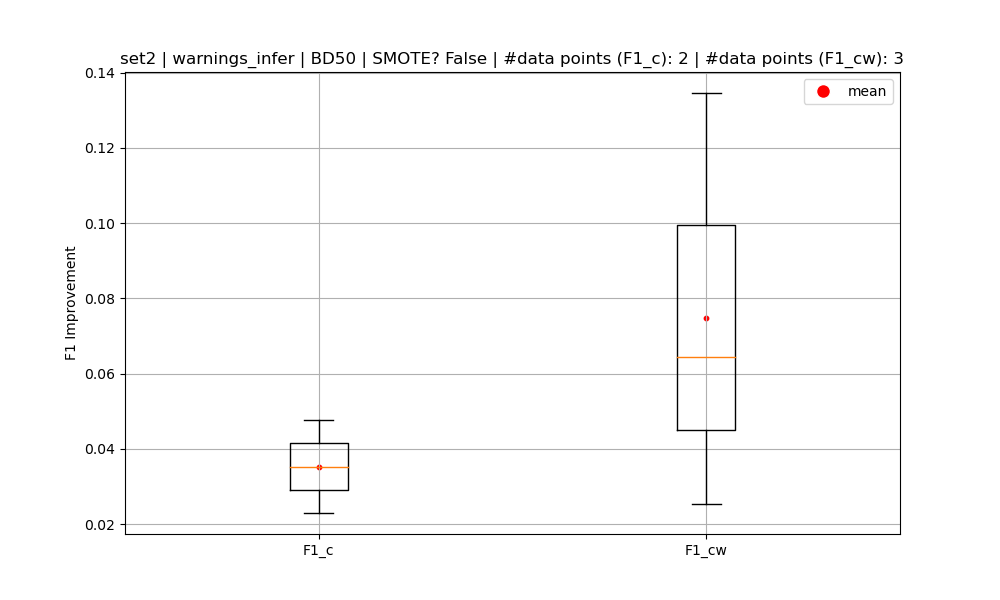 set2 | warnings_infer | BD50 | SMOTE? False | #data points (F1_c): 2 | #data points (F1_cw): 3
mean
0.14
0.12
0.10
0.08
0.06
0.04
0.02
F1 Improvement
F1_c
F1_cw